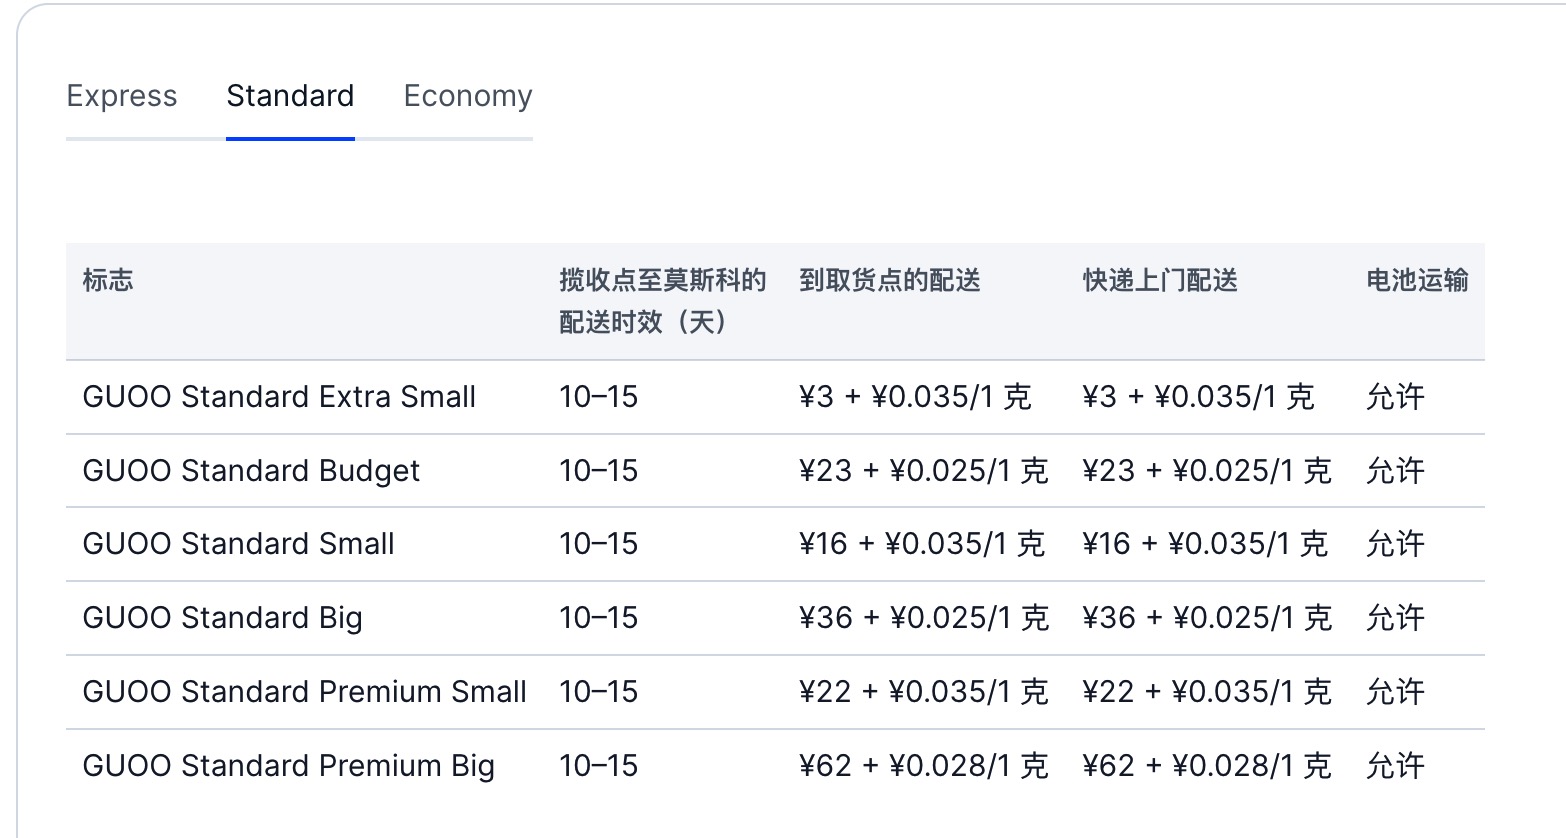 Express Standard Economy
标志 揽收点至莫斯科的配送时效（天） 到取货点的配送 快递上门配送 电池运输
GUOO Standard Extra Small 10–15 ¥3 + ¥0.035/1 克 ¥3 + ¥0.035/1 克 允许
GUOO Standard Budget 10–15 ¥23 + ¥0.025/1 克 ¥23 + ¥0.025/1 克 允许
GUOO Standard Small 10–15 ¥16 + ¥0.035/1 克 ¥16 + ¥0.035/1 克 允许
GUOO Standard Big 10–15 ¥36 + ¥0.025/1 克 ¥36 + ¥0.025/1 克 允许
GUOO Standard Premium Small 10–15 ¥22 + ¥0.035/1 克 ¥22 + ¥0.035/1 克 允许
GUOO Standard Premium Big 10–15 ¥62 + ¥0.028/1 克 ¥62 + ¥0.028/1 克 允许